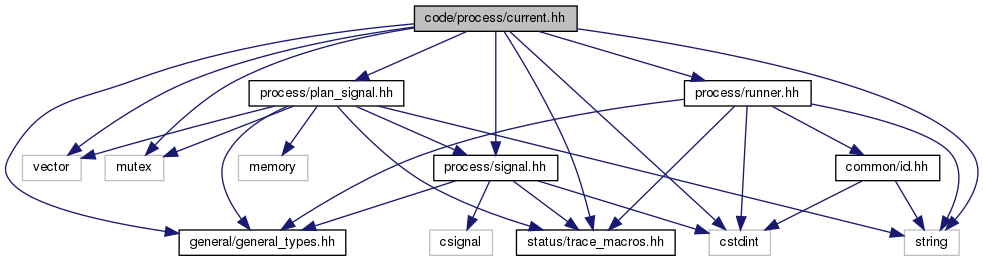 code/process/current.hh
process/plan_signal.hh
process/runner.hh
vector
mutex
memory
process/signal.hh
common/id.hh
general/general_types.hh
csignal
status/trace_macros.hh
cstdint
string